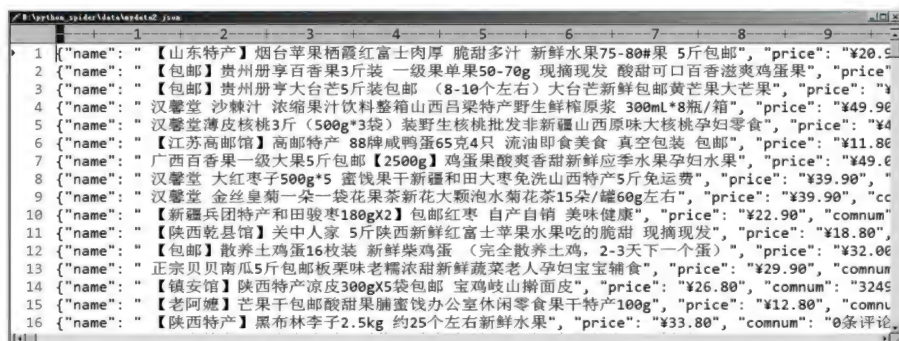 D:\python_spider\data\mydata2.json
1 2 3 4 5 6 7 8 9
1 {"name": " 【山东特产】烟台苹果栖霞红富士肉厚 脆甜多汁 新鲜水果75-80#果 5斤包邮", "price": "¥20.9
2 {"name": " 【包邮】贵州册亨百香果3斤装 一级果单果50-70g 现摘现发 酸甜可口百香滋爽鸡蛋果", "price"
3 {"name": " 【包邮】贵州册亨大台芒5斤装包邮 （8-10个左右）大台芒新鲜包邮黄芒果大芒果", "price": "¥
4 {"name": " 汉馨堂 沙棘汁 浓缩果汁饮料整箱山西吕梁特产野生鲜榨原浆 300mL*8瓶/箱", "price": "¥49.90
5 {"name": " 汉馨堂薄皮核桃3斤（500g*3袋）装野生核桃批发非新疆山西原味大核桃孕妇零食", "price": "¥4
6 {"name": " 【江苏高邮馆】高邮特产 88牌咸鸭蛋65克4只 流油即食美食 真空包装 包邮", "price": "¥11.80
7 {"name": " 广西百香果一级大果5斤包邮【2500g】鸡蛋果酸爽香甜新鲜应季水果孕妇水果", "price": "¥49.0
8 {"name": " 汉馨堂 大红枣子500g*5 蜜饯果干新疆和田大枣免洗山西特产5斤免运费", "price": "¥39.90", "
9 {"name": " 汉馨堂 金丝皇菊一朵一袋花果茶新花大颗泡水菊花茶15朵/罐60g左右", "price": "¥39.90", "cc
10 {"name": " 【新疆兵团特产和田骏枣180gX2】包邮红枣 自产自销 美味健康", "price": "¥22.90", "comnum"
11 {"name": " 【陕西乾县馆】关中人家 5斤陕西新鲜红富士苹果水果吃的脆甜 现摘现发", "price": "¥18.80",
12 {"name": " 【包邮】散养土鸡蛋16枚装 新鲜柴鸡蛋 （完全散养土鸡，2-3天下一个蛋）", "price": "¥32.00
13 {"name": " 正宗贝贝南瓜5斤包邮板栗味老糯浓甜新鲜蔬菜老人孕妇宝宝辅食", "price": "¥29.90", "comnum
14 {"name": " 【镇安馆】陕西特产凉皮300gX5袋包邮 宝鸡岐山擀面皮", "price": "¥26.80", "comnum": "3249
15 {"name": " 【老阿嬷】芒果干包邮酸甜果脯蜜饯办公室休闲零食果干特产100g", "price": "¥12.80", "comnu
16 {"name": " 【陕西特产】黑布林李子2.5kg 约25个左右新鲜水果", "price": "¥33.80", "comnum": "0条评论